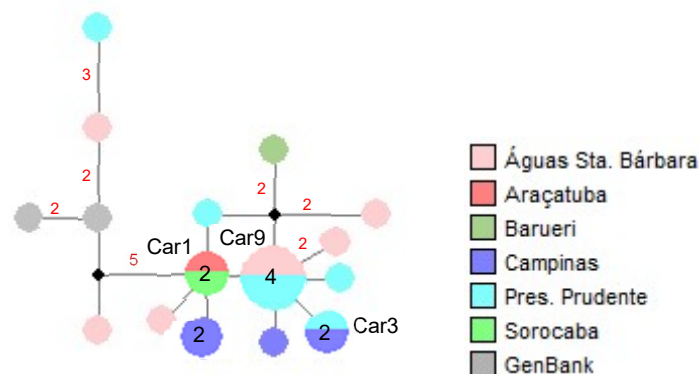 3
2
2
2
2
5
Car1
Car9
2
2
4
2
2
Car3
Águas Sta. Bárbara
Araçatuba
Barueri
Campinas
Pres. Prudente
Sorocaba
GenBank